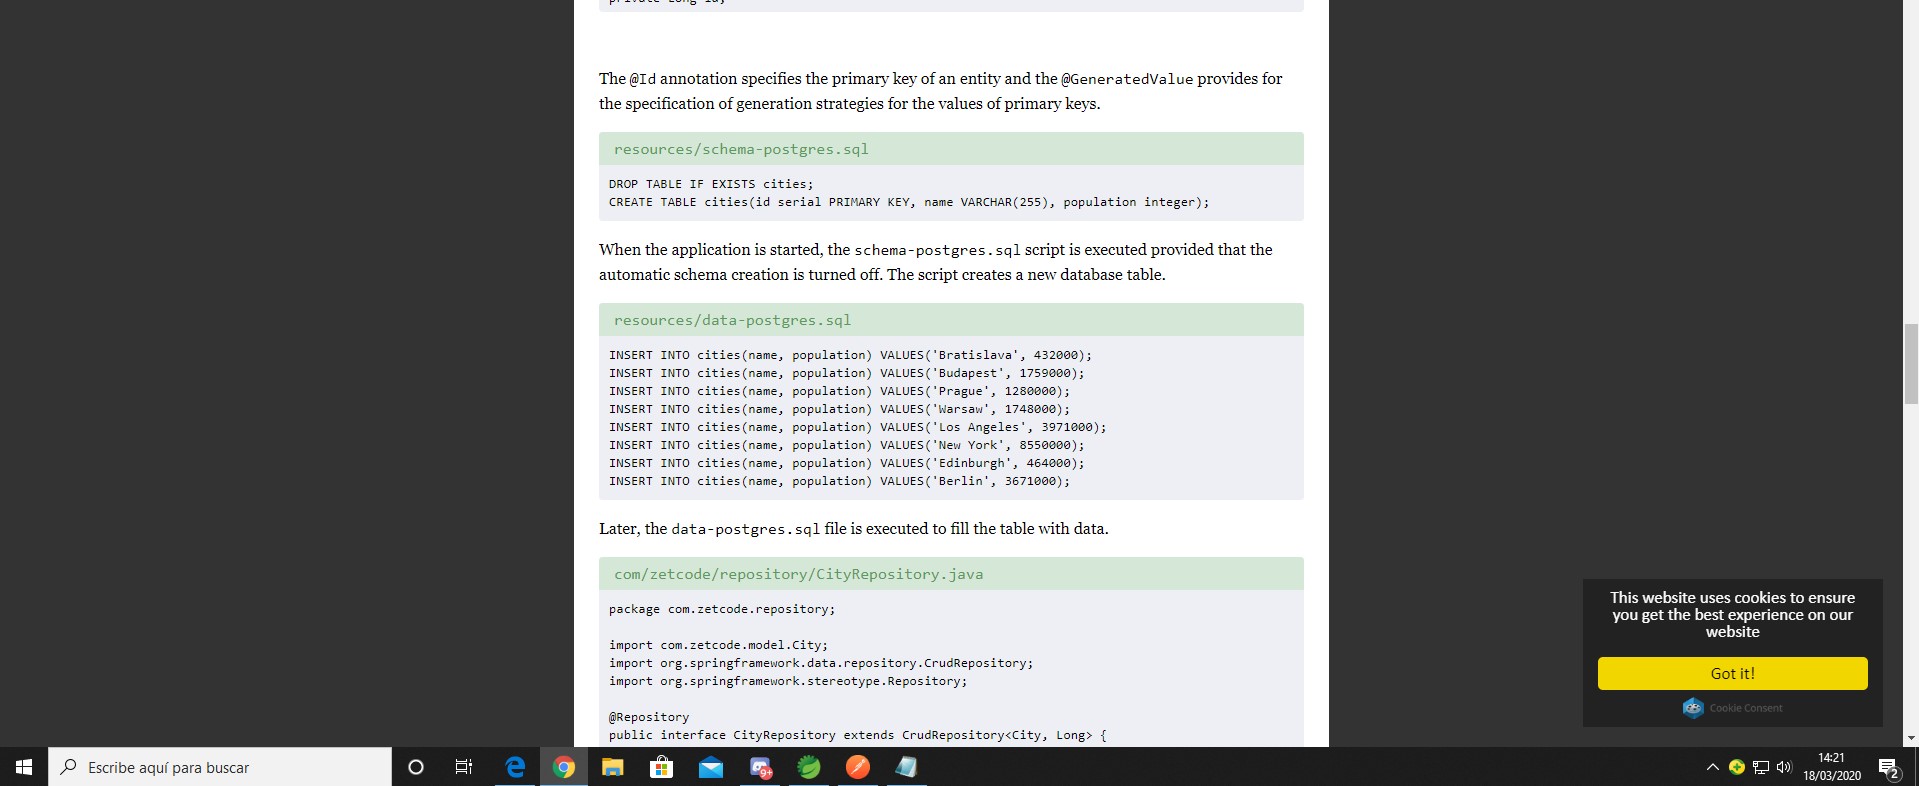 private Long id;
The @Id annotation specifies the primary key of an entity and the @GeneratedValue provides for
the specification of generation strategies for the values of primary keys.
resources/schema-postgres.sql
DROP TABLE IF EXISTS cities;
CREATE TABLE cities(id serial PRIMARY KEY, name VARCHAR(255), population integer);
When the application is started, the schema-postgres.sql script is executed provided that the
automatic schema creation is turned off. The script creates a new database table.
resources/data-postgres.sql
INSERT INTO cities(name, population) VALUES('Bratislava', 432000);
INSERT INTO cities(name, population) VALUES('Budapest', 1759000);
INSERT INTO cities(name, population) VALUES('Prague', 1280000);
INSERT INTO cities(name, population) VALUES('Warsaw', 1748000);
INSERT INTO cities(name, population) VALUES('Los Angeles', 3971000);
INSERT INTO cities(name, population) VALUES('New York', 8550000);
INSERT INTO cities(name, population) VALUES('Edinburgh', 464000);
INSERT INTO cities(name, population) VALUES('Berlin', 3671000);
Later, the data-postgres.sql file is executed to fill the table with data.
com/zetcode/repository/CityRepository.java
package com.zetcode.repository;
import com.zetcode.model.City;
import org.springframework.data.repository.CrudRepository;
import org.springframework.stereotype.Repository;
@Repository
public interface CityRepository extends CrudRepository<City, Long> {
This website uses cookies to ensure
you get the best experience on our
website
Got it!
Cookie Consent
Escribe aquí para buscar
9+
14:21
18/03/2020
2